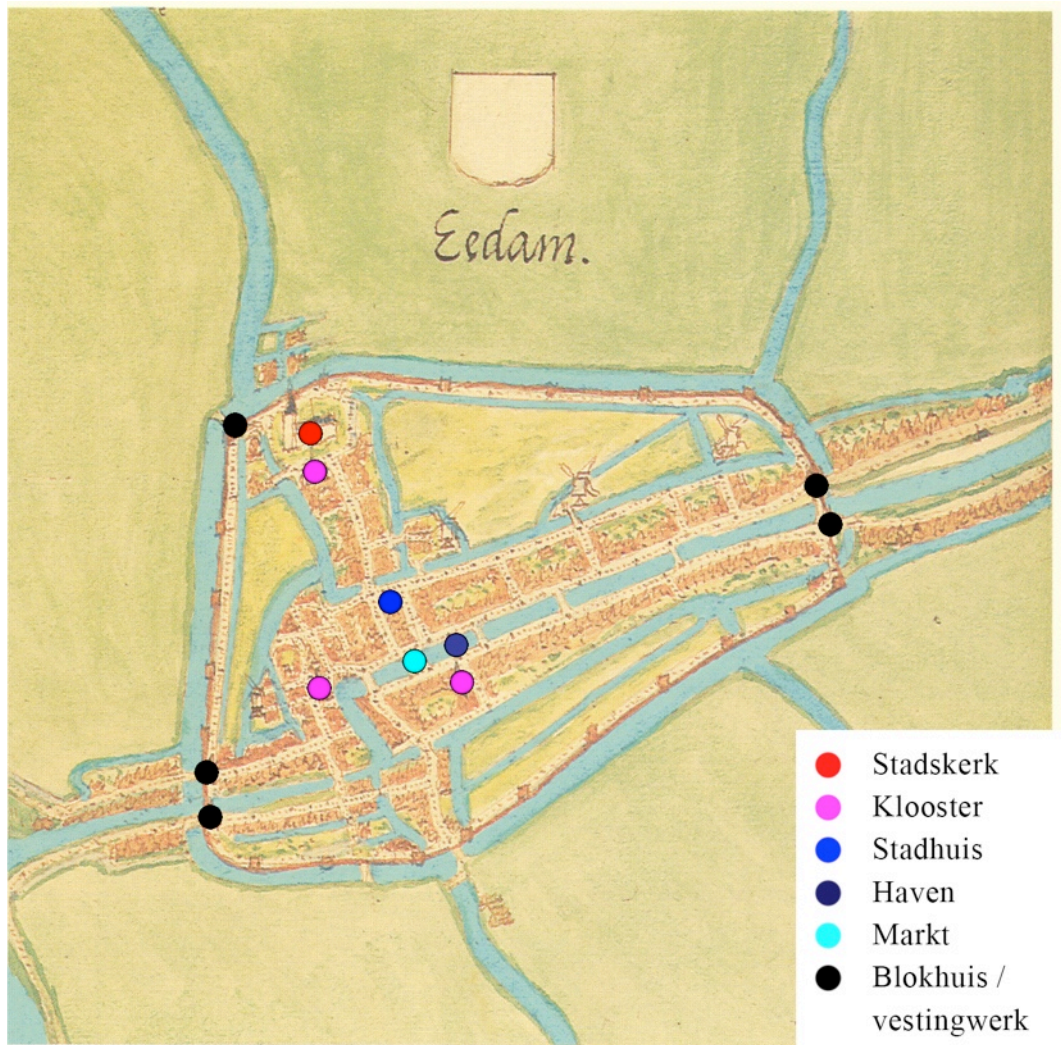 Eedam.
Stadskerk
Klooster
Stadhuis
Haven
Markt
Blokhuis /
vestingwerk